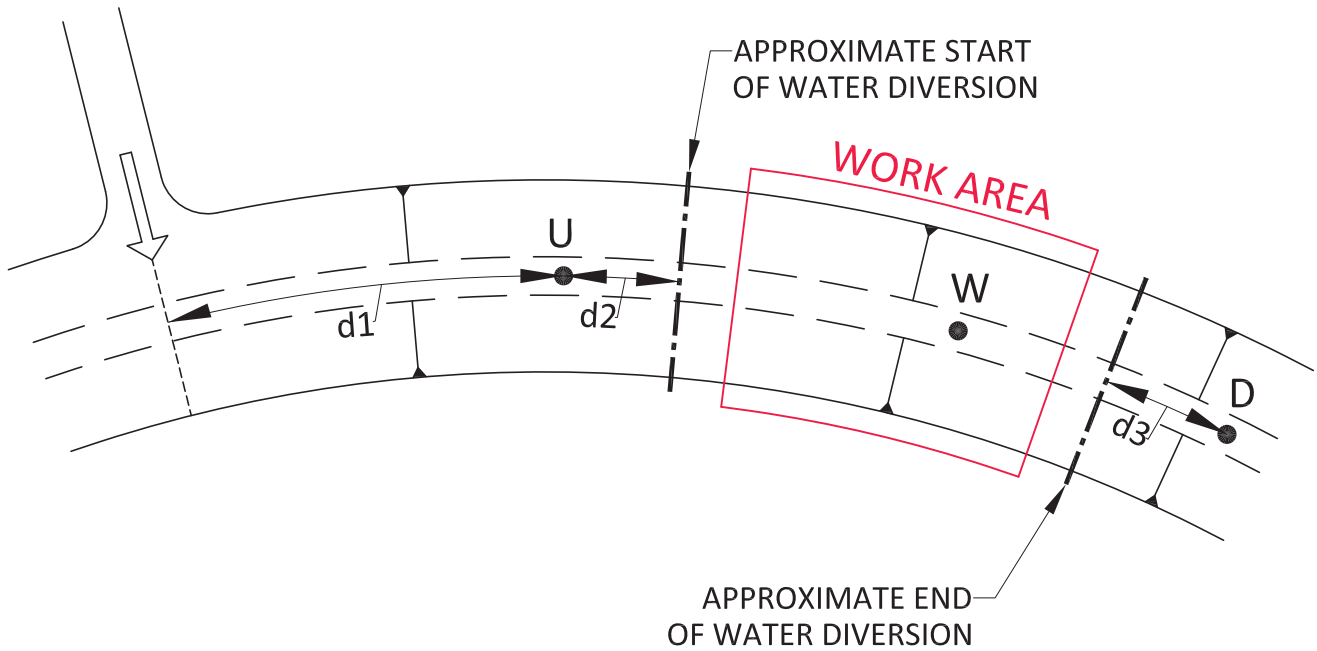 APPROXIMATE START
OF WATER DIVERSION
WORK AREA
U
W
d1
d2
D
d3
APPROXIMATE END
OF WATER DIVERSION